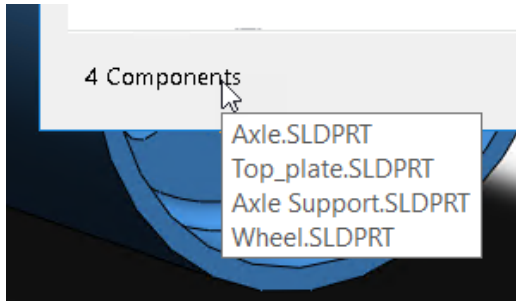 4 Components
Axle.SLDPRT
Top_plate.SLDPRT
Axle Support.SLDPRT
Wheel.SLDPRT